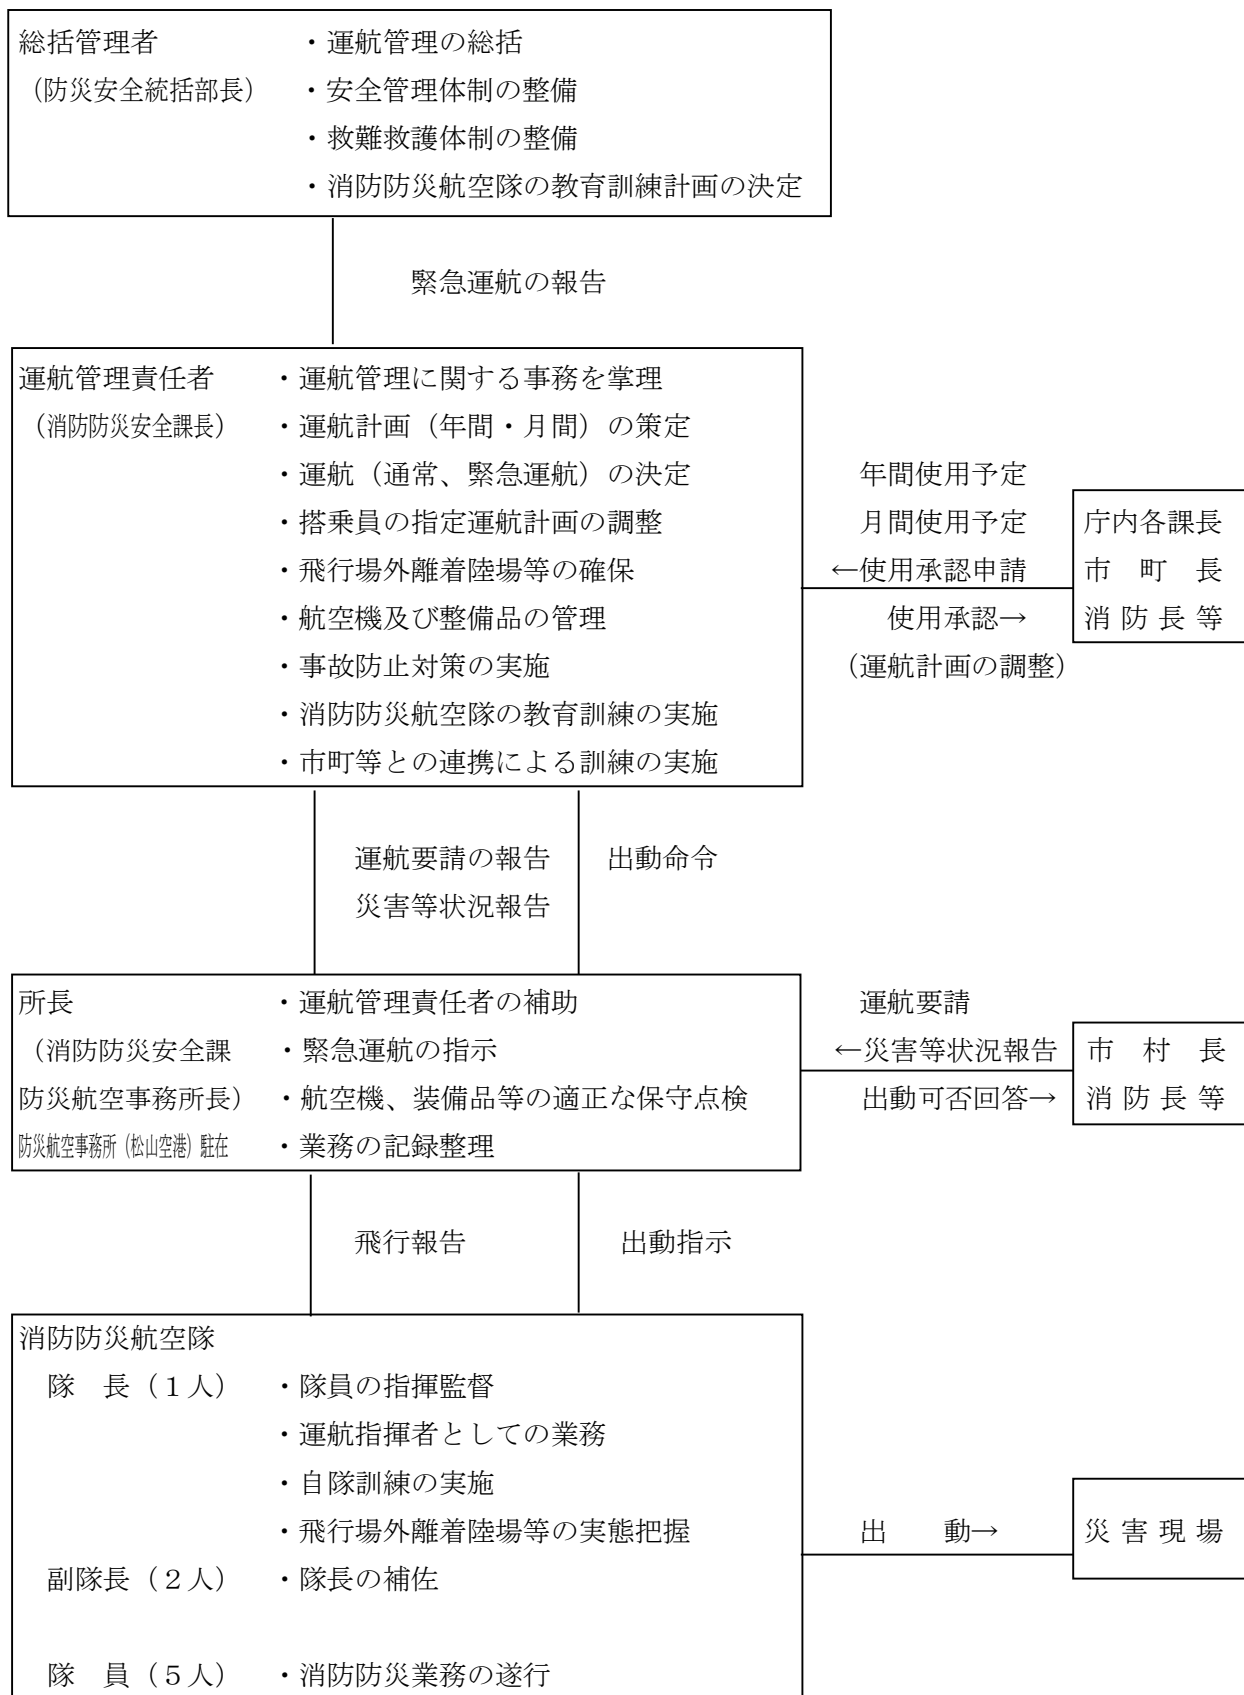 総括管理者 ・運航管理の総括
（防災安全統括部長） ・安全管理体制の整備
・救難救護体制の整備
・消防防災航空隊の教育訓練計画の決定
緊急運航の報告
運航管理責任者 ・運航管理に関する事務を掌理
（消防防災安全課長） ・運航計画（年間・月間）の策定
・運航（通常、緊急運航）の決定
・搭乗員の指定運航計画の調整
・飛行場外離着陸場等の確保
・航空機及び整備品の管理
・事故防止対策の実施
・消防防災航空隊の教育訓練の実施
・市町等との連携による訓練の実施
年間使用予定
月間使用予定
←使用承認申請
使用承認→
（運航計画の調整）
庁内各課長
市　町　長
消防長等
運航要請の報告 出動命令
災害等状況報告
所長 ・運航管理責任者の補助
（消防防災安全課 ・緊急運航の指示
防災航空事務所長） ・航空機、装備品等の適正な保守点検
防災航空事務所（松山空港）駐在 ・業務の記録整理
運航要請
←災害等状況報告
出動可否回答→
市　村　長
消防長等
飛行報告 出動指示
消防防災航空隊
隊　長（１人） ・隊員の指揮監督
・運航指揮者としての業務
・自隊訓練の実施
・飛行場外離着陸場等の実態把握
副隊長（２人） ・隊長の補佐
隊　員（５人） ・消防防災業務の遂行
出　　動→
災害現場